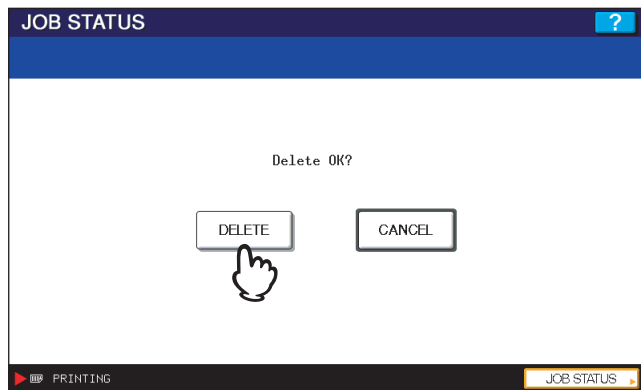 JOB STATUS
?
Delete OK?
DELETE
CANCEL
PRINTING
JOB STATUS